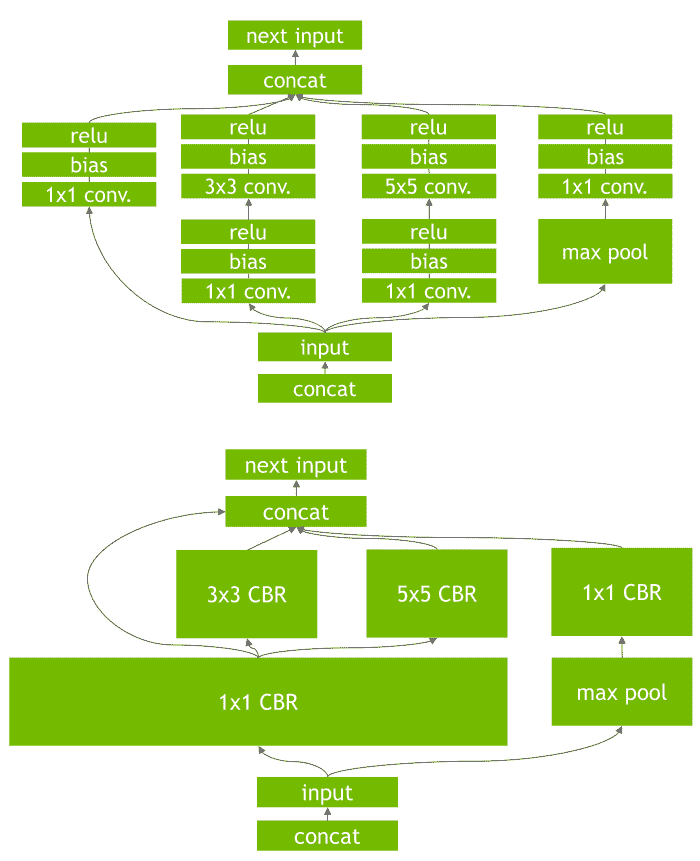 next input
concat
relu
bias
1x1 conv.
relu
bias
3x3 conv.
relu
bias
1x1 conv.
relu
bias
5x5 conv.
relu
bias
1x1 conv.
relu
bias
1x1 conv.
max pool
input
concat
next input
concat
3x3 CBR
5x5 CBR
1x1 CBR
1x1 CBR
max pool
input
concat